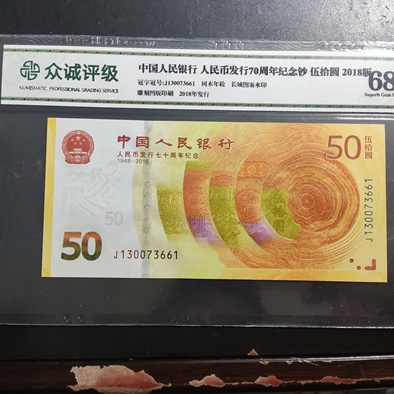 众诚评级
NUMISMATIC PROFESSIONAL GRADING SERVICE
中国人民银行 人民币发行70周年纪念钞 伍拾圆 2018版
冠字冠号:J130073661 树木年轮 长城图案水印
雕刻凹版印刷 2018年发行
68
Superb Gem
中国人民银行
人民币发行七十周年纪念
1948-2018
50
伍拾圆
J130073661
50
伍拾圆
50
J130073661